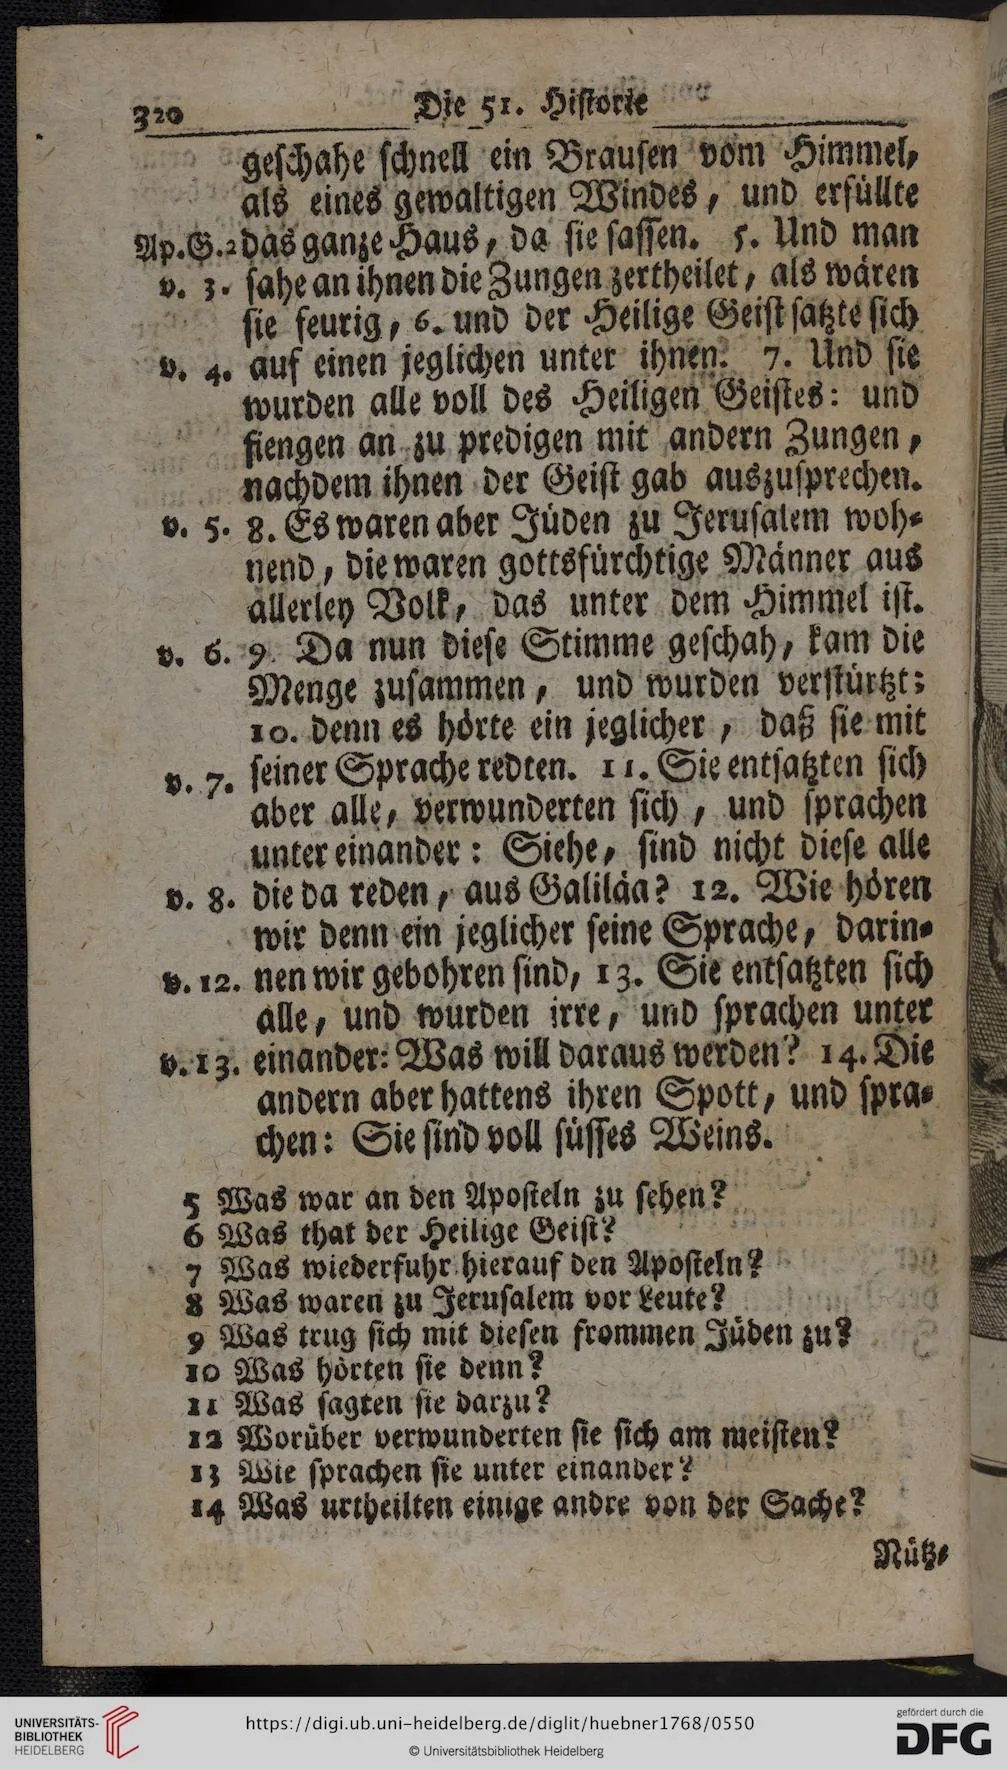 320 Die 51. Historie
geschahe schnell ein Brausen vom Himmel,
als eines gewaltigen Windes, und erfüllte
Ap.G.2 das ganze Haus, da sie sassen. 5. Und man
v. 3. sahe an ihnen die Zungen zertheilet, als wären
sie feurig, 6. und der Heilige Geist satzte sich
v. 4. auf einen jeglichen unter ihnen. 7. Und sie
wurden alle voll des Heiligen Geistes: und
fiengen an zu predigen mit andern Zungen,
nachdem ihnen der Geist gab auszusprechen.
v. 5. 8. Es waren aber Jüden zu Jerusalem woh-
nend, die waren gottsfürchtige Männer aus
allerley Volk, das unter dem Himmel ist.
v. 6. 9. Da nun diese Stimme geschah, kam die
Menge zusammen, und wurden verstürtzt;
10. denn es hörte ein jeglicher, daß sie mit
v. 7. seiner Sprache redten. 11. Sie entsatzten sich
aber alle, verwunderten sich, und sprachen
unter einander: Siehe, sind nicht diese alle
v. 8. die da reden, aus Galiläa? 12. Wie hören
wir denn ein jeglicher seine Sprache, darin-
v. 12. nen wir gebohren sind, 13. Sie entsatzten sich
alle, und wurden irre, und sprachen unter
v. 13. einander: Was will daraus werden? 14. Die
andern aber hattens ihren Spott, und spra-
chen: Sie sind voll süsses Weins.
5 Was war an den Aposteln zu sehen?
6 Was that der Heilige Geist?
7 Was wiederfuhr hierauf den Aposteln?
8 Was waren zu Jerusalem vor Leute?
9 Was trug sich mit diesen frommen Jüden zu?
10 Was hörten sie denn?
11 Was sagten sie darzu?
12 Worüber verwunderten sie sich am meisten?
13 Wie sprachen sie unter einander?
14 Was urtheilten einige andre von der Sache?
Nütz-
UNIVERSITÄTS-
BIBLIOTHEK
HEIDELBERG
https://digi.ub.uni-heidelberg.de/diglit/huebner1768/0550
© Universitätsbibliothek Heidelberg
gefördert durch die
DFG